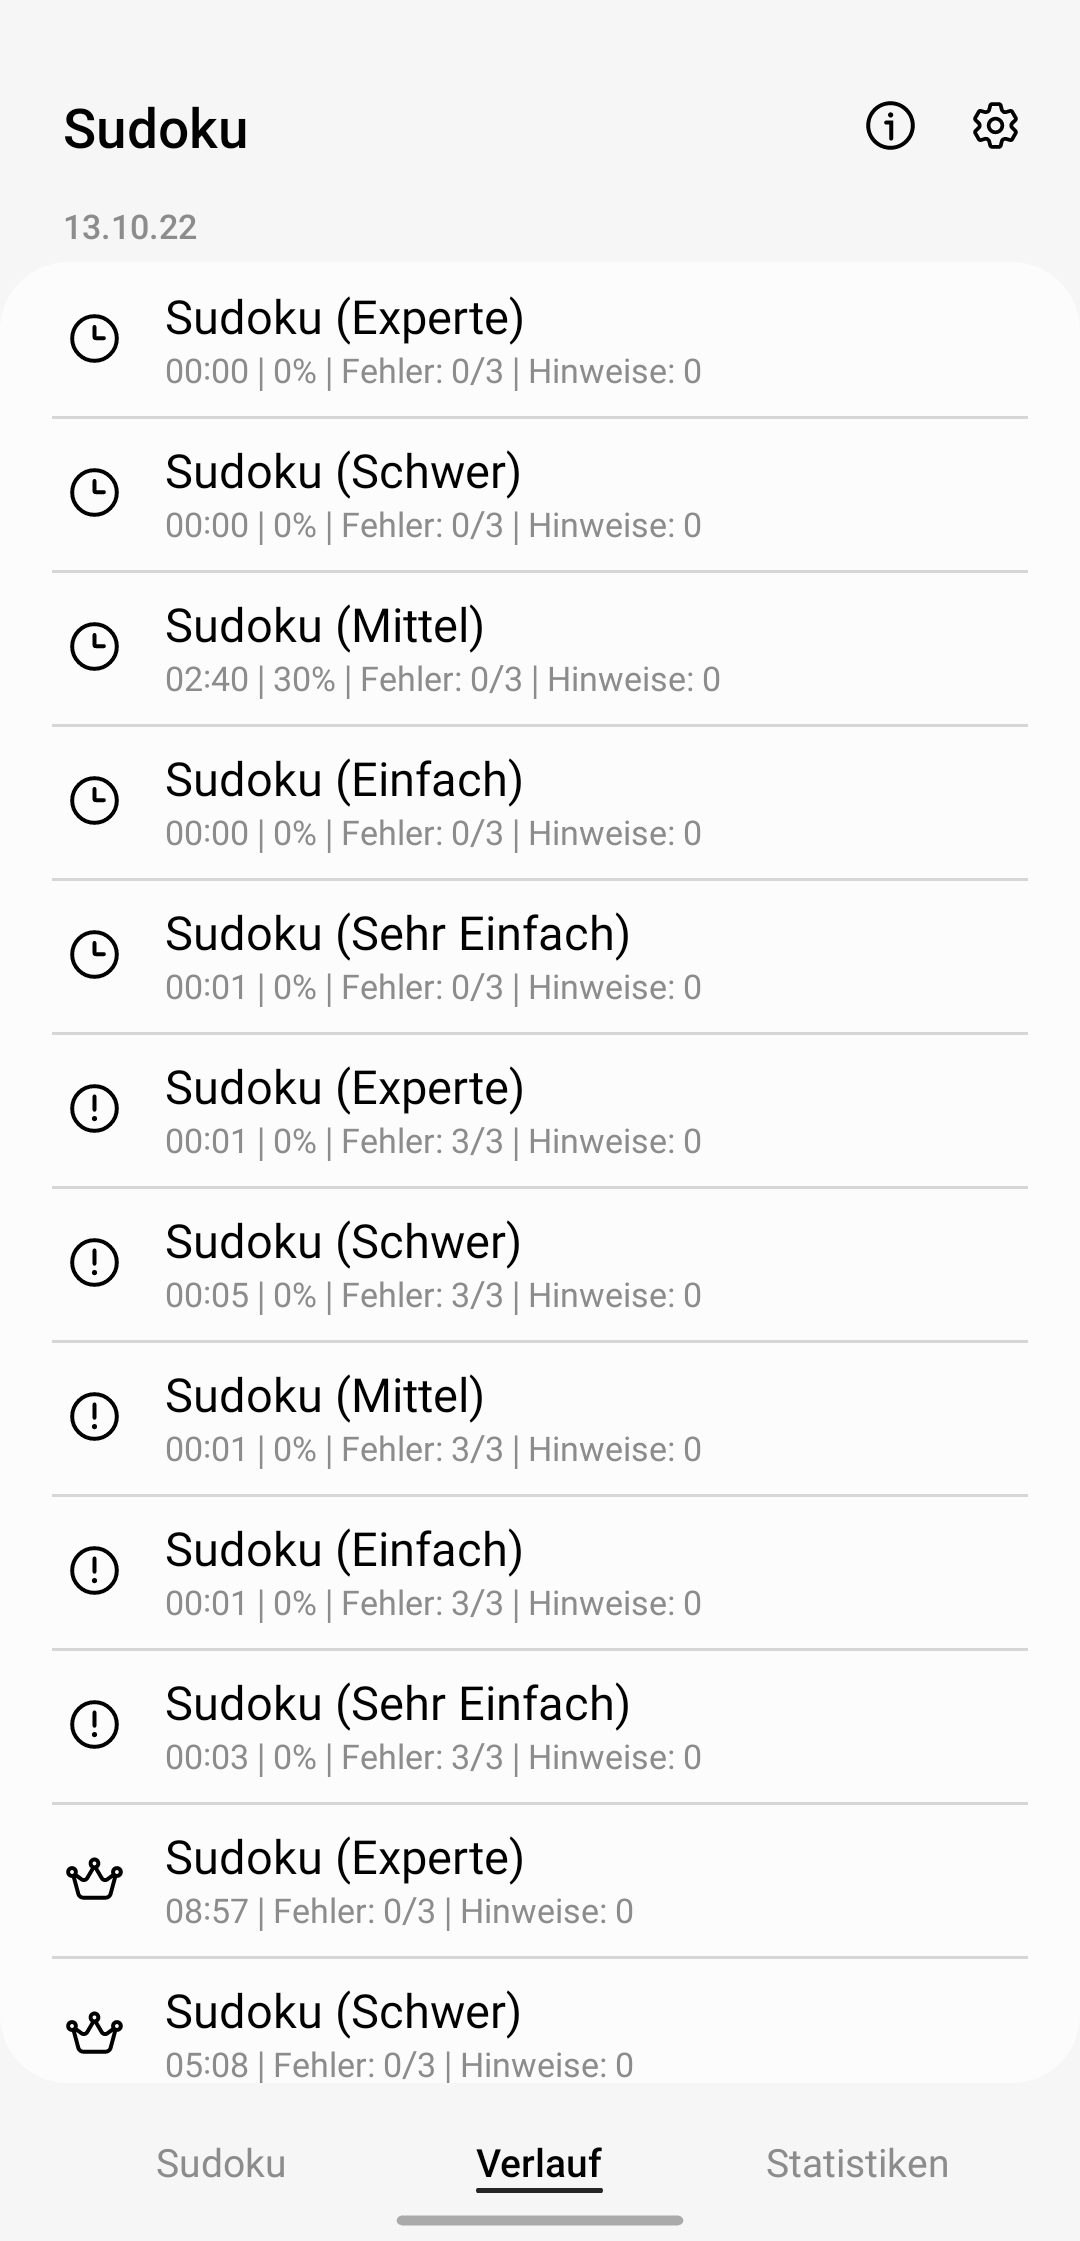 Sudoku
13.10.22
Sudoku (Experte)
00:00 | 0% | Fehler: 0/3 | Hinweise: 0
Sudoku (Schwer)
00:00 | 0% | Fehler: 0/3 | Hinweise: 0
Sudoku (Mittel)
02:40 | 30% | Fehler: 0/3 | Hinweise: 0
Sudoku (Einfach)
00:00 | 0% | Fehler: 0/3 | Hinweise: 0
Sudoku (Sehr Einfach)
00:01 | 0% | Fehler: 0/3 | Hinweise: 0
Sudoku (Experte)
00:01 | 0% | Fehler: 3/3 | Hinweise: 0
Sudoku (Schwer)
00:05 | 0% | Fehler: 3/3 | Hinweise: 0
Sudoku (Mittel)
00:01 | 0% | Fehler: 3/3 | Hinweise: 0
Sudoku (Einfach)
00:01 | 0% | Fehler: 3/3 | Hinweise: 0
Sudoku (Sehr Einfach)
00:03 | 0% | Fehler: 3/3 | Hinweise: 0
Sudoku (Experte)
08:57 | Fehler: 0/3 | Hinweise: 0
Sudoku (Schwer)
05:08 | Fehler: 0/3 | Hinweise: 0
Sudoku Verlauf Statistiken